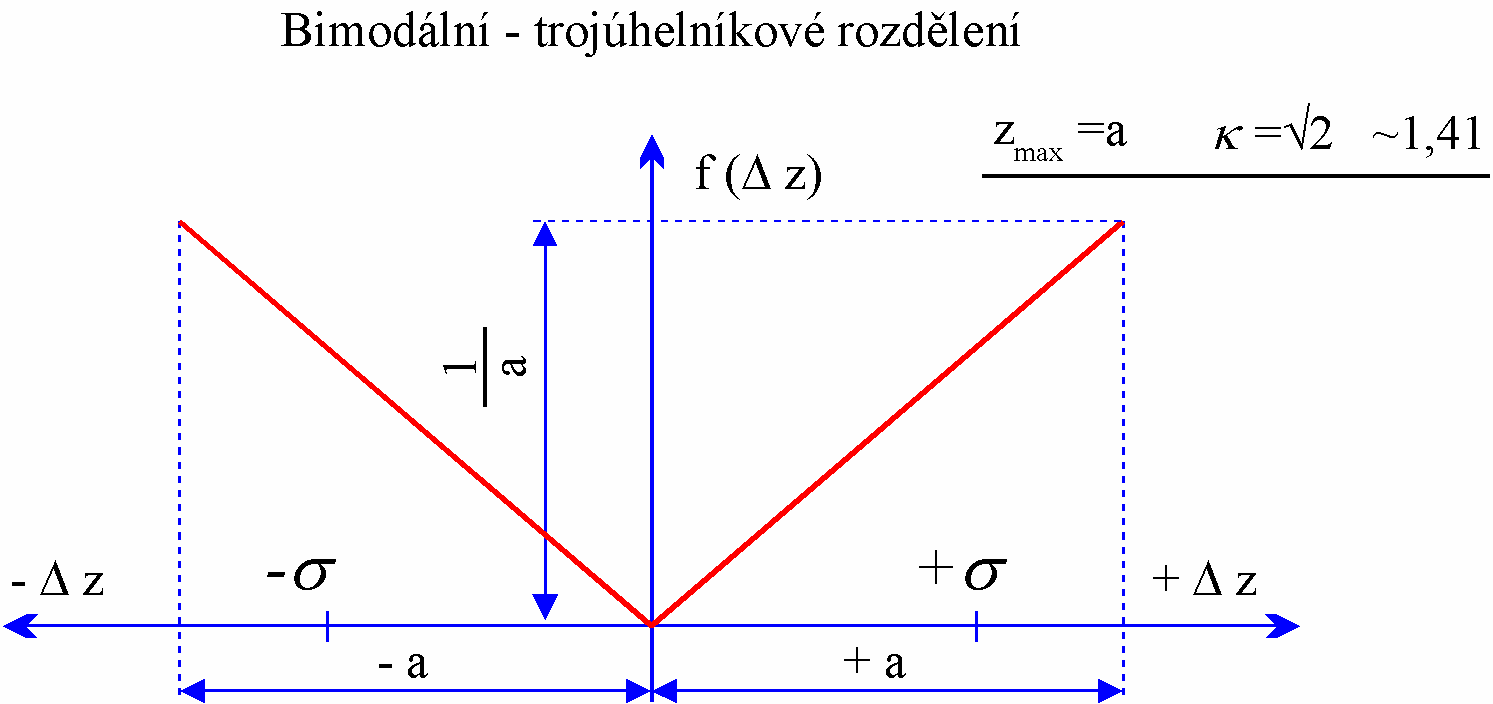 Bimodální - trojúhelníkové rozdělení
z_max =a κ =√2 ~1,41
f (Δ z)
1
a
- Δ z -σ +σ + Δ z
- a + a